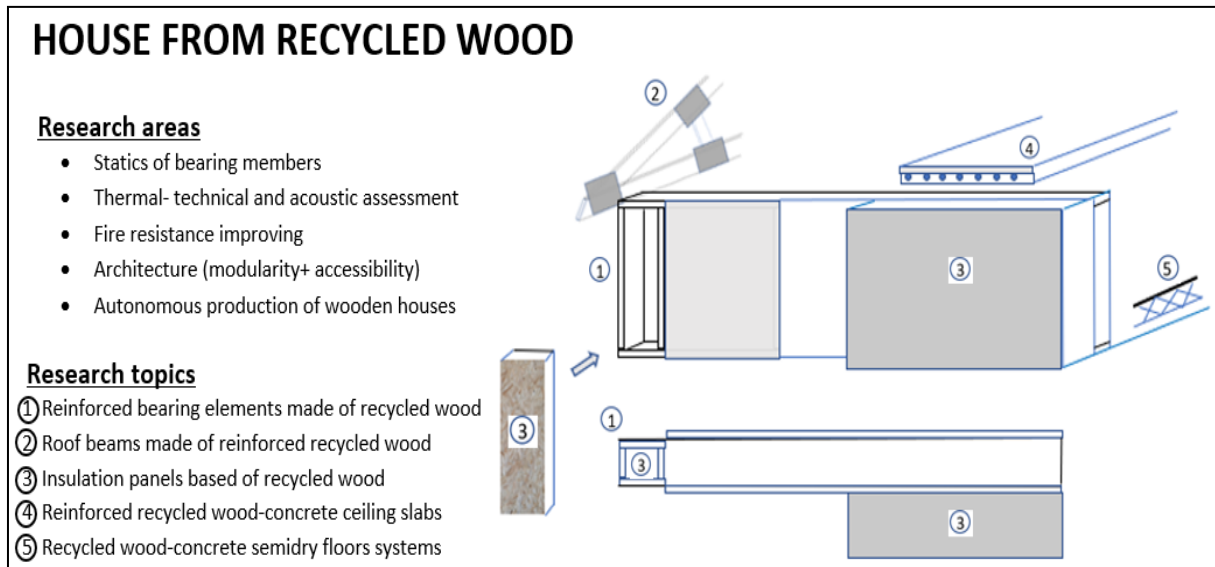 HOUSE FROM RECYCLED WOOD
Research areas
• Statics of bearing members
• Thermal- technical and acoustic assessment
• Fire resistance improving
• Architecture (modularity+ accessibility)
• Autonomous production of wooden houses
Research topics
① Reinforced bearing elements made of recycled wood
② Roof beams made of reinforced recycled wood
③ Insulation panels based of recycled wood
④ Reinforced recycled wood-concrete ceiling slabs
⑤ Recycled wood-concrete semidry floors systems
②
④
①
③
⑤
③
①
③
③